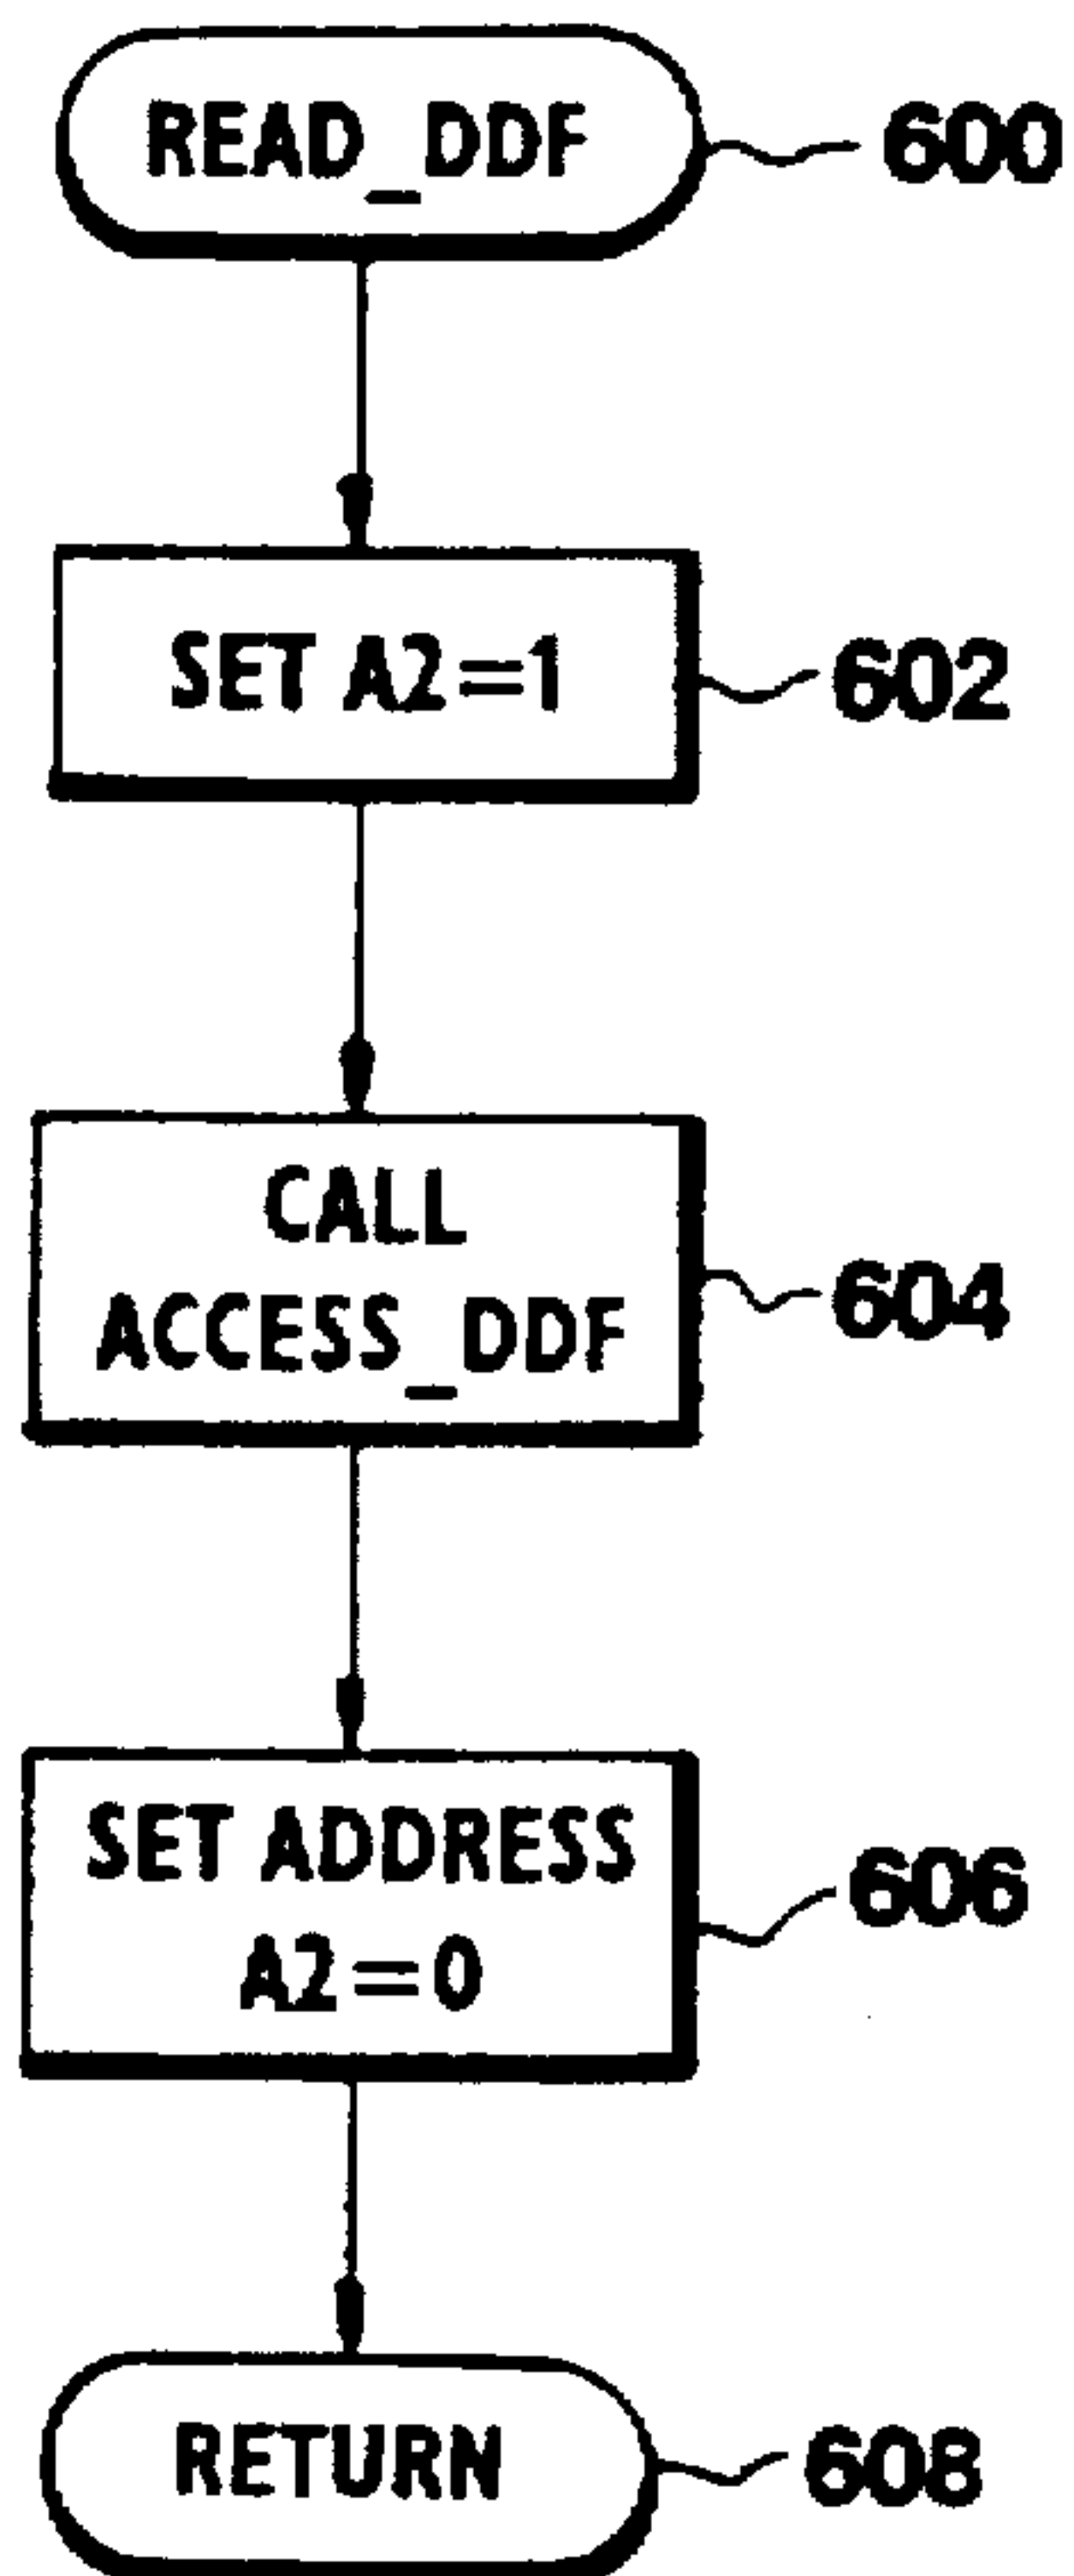 READ_DDF
600
SET A2=1
602
CALL
ACCESS_DDF
604
SET ADDRESS
A2=0
606
RETURN
608